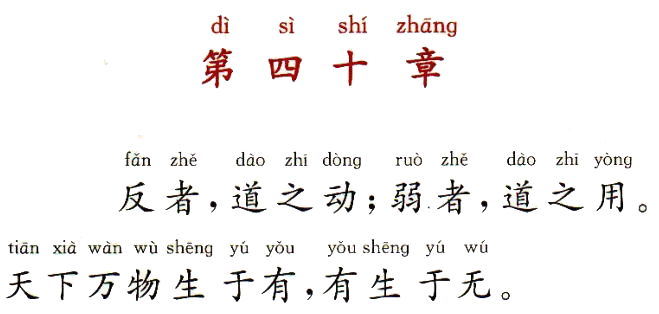 dì sì shí zhāng
第四十章
fǎn zhě dào zhī dòng ruò zhě dào zhī yòng
反者，道之动；弱者，道之用。
tiān xià wàn wù shēng yú yǒu yǒu shēng yú wú
天下万物生于有，有生于无。